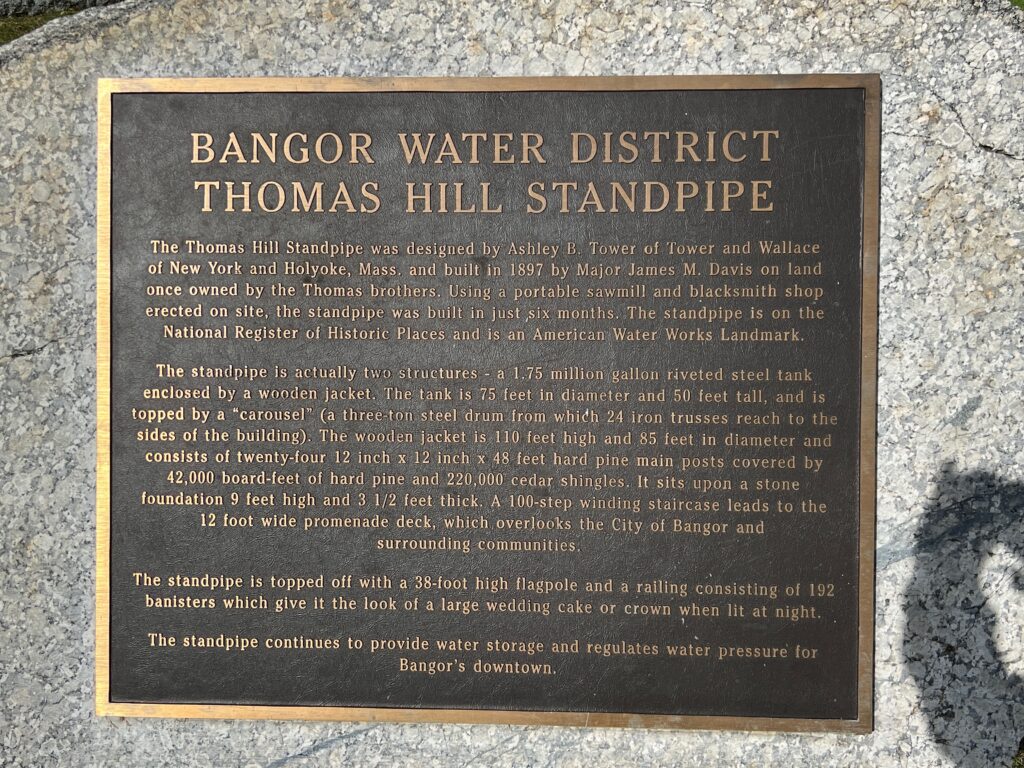 BANGOR WATER DISTRICT
THOMAS HILL STANDPIPE
The Thomas Hill Standpipe was designed by Ashley B. Tower of Tower and Wallace
of New York and Holyoke, Mass. and built in 1897 by Major James M. Davis on land
once owned by the Thomas brothers. Using a portable sawmill and blacksmith shop
erected on site, the standpipe was built in just six months. The standpipe is on the
National Register of Historic Places and is an American Water Works Landmark.
The standpipe is actually two structures - a 1.75 million gallon riveted steel tank
enclosed by a wooden jacket. The tank is 75 feet in diameter and 50 feet tall, and is
topped by a “carousel” (a three-ton steel drum from which 24 iron trusses reach to the
sides of the building). The wooden jacket is 110 feet high and 85 feet in diameter and
consists of twenty-four 12 inch x 12 inch x 48 feet hard pine main posts covered by
42,000 board-feet of hard pine and 220,000 cedar shingles. It sits upon a stone
foundation 9 feet high and 3 1/2 feet thick. A 100-step winding staircase leads to the
12 foot wide promenade deck, which overlooks the City of Bangor and
surrounding communities.
The standpipe is topped off with a 38-foot high flagpole and a railing consisting of 192
banisters which give it the look of a large wedding cake or crown when lit at night.
The standpipe continues to provide water storage and regulates water pressure for
Bangor's downtown.